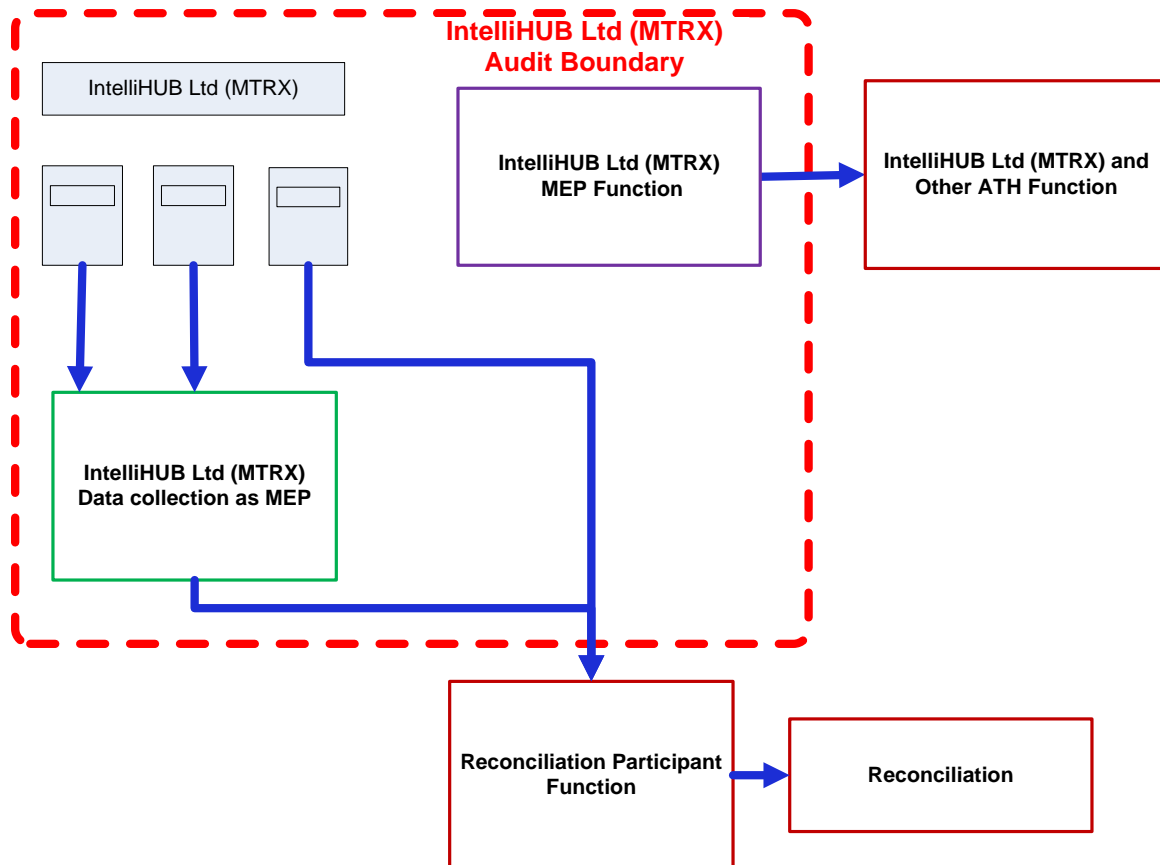 IntelliHUB Ltd (MTRX)
Audit Boundary
IntelliHUB Ltd (MTRX)
IntelliHUB Ltd (MTRX)
MEP Function
IntelliHUB Ltd (MTRX) and
Other ATH Function
IntelliHUB Ltd (MTRX)
Data collection as MEP
Reconciliation Participant
Function
Reconciliation